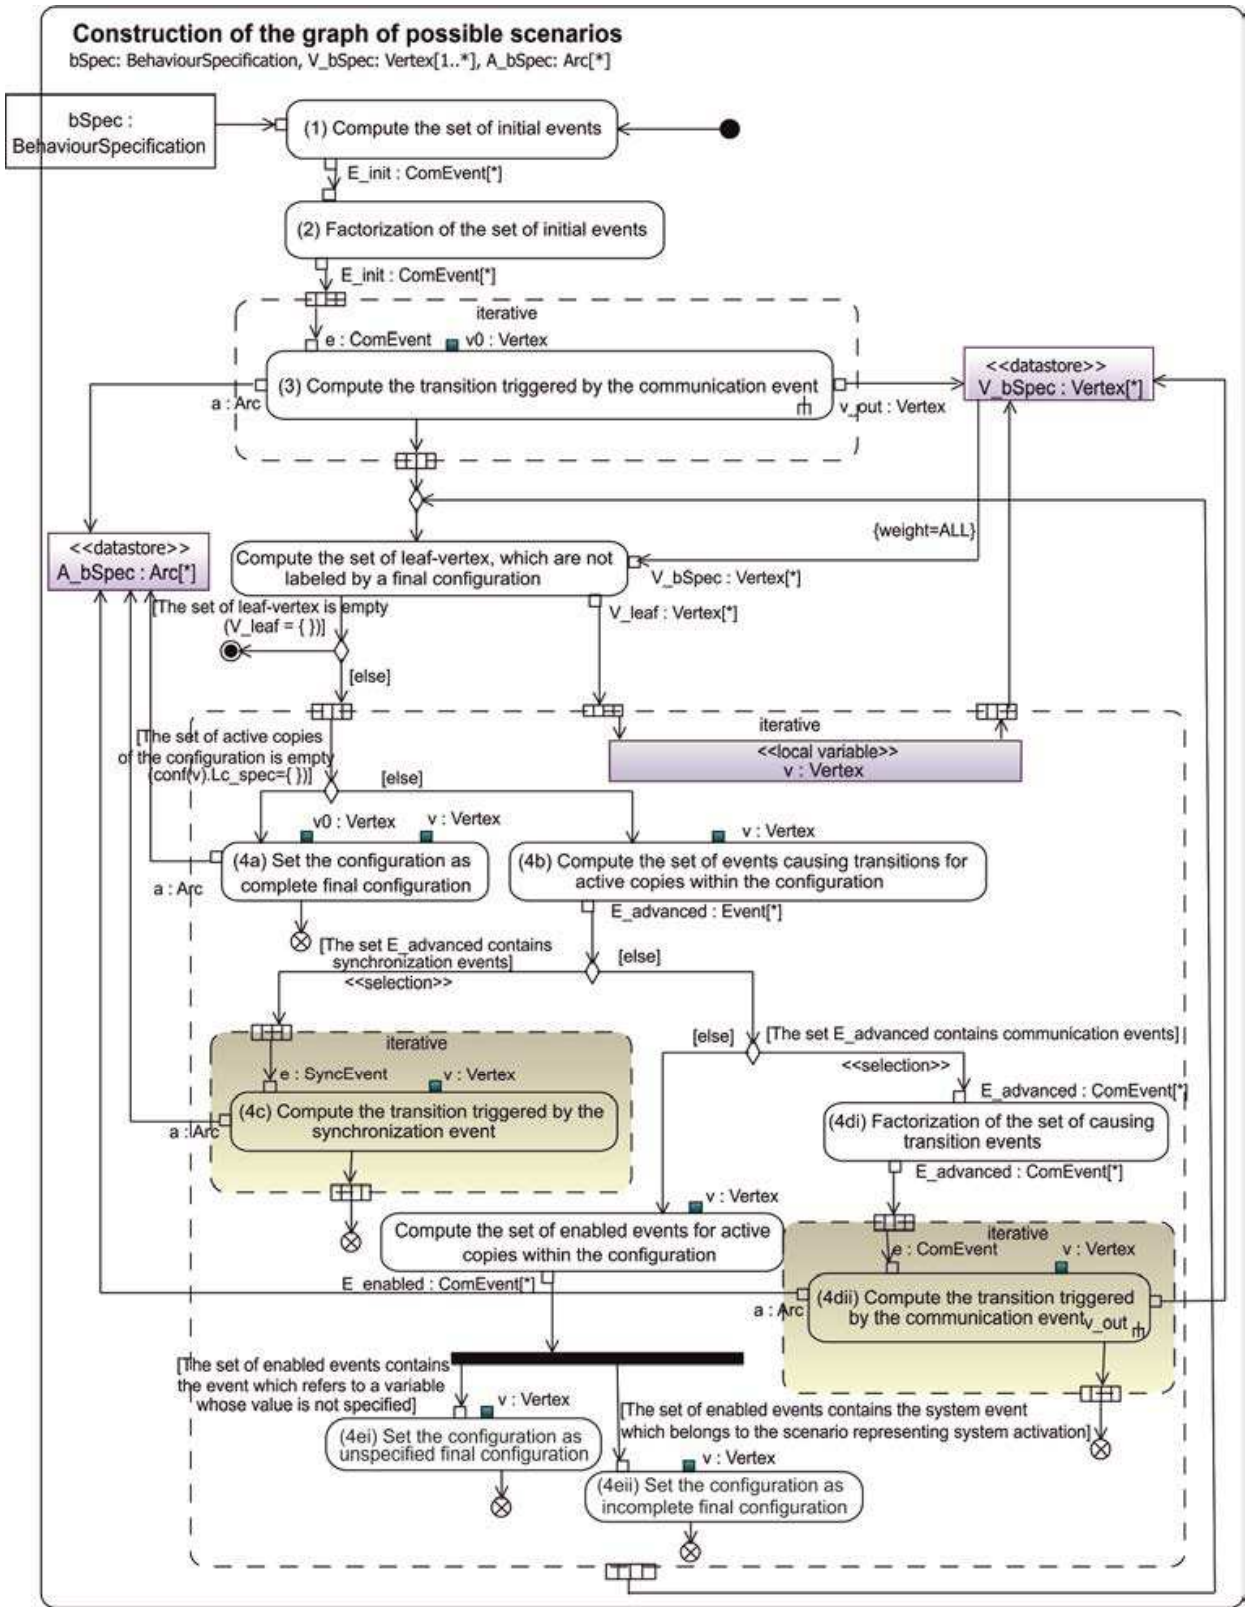 Construction of the graph of possible scenarios
bSpec: BehaviourSpecification, V_bSpec: Vertex[1..*], A_bSpec: Arc[*]
bSpec :
BehaviourSpecification
(1) Compute the set of initial events
E_init : ComEvent[*]
(2) Factorization of the set of initial events
E_init : ComEvent[*]
iterative
e : ComEvent
v0 : Vertex
(3) Compute the transition triggered by the communication event
a : Arc
v_out : Vertex
<<datastore>>
V_bSpec : Vertex[*]
{weight=ALL}
<<datastore>>
A_bSpec : Arc[*]
Compute the set of leaf-vertex, which are not
labeled by a final configuration
V_bSpec : Vertex[*]
V_leaf : Vertex[*]
[The set of leaf-vertex is empty
(V_leaf = { })]
[else]
iterative
<<local variable>>
v : Vertex
[The set of active copies
of the configuration is empty
(conf(v).Lc_spec={ })]
[else]
v0 : Vertex
v : Vertex
v : Vertex
(4a) Set the configuration as
complete final configuration
a : Arc
(4b) Compute the set of events causing transitions for
active copies within the configuration
E_advanced : Event[*]
[The set E_advanced contains
synchronization events]
<<selection>>
[else]
iterative
e : SyncEvent
v : Vertex
(4c) Compute the transition triggered by the
synchronization event
a : Arc
[else]
[The set E_advanced contains communication events]
<<selection>>
E_advanced : ComEvent[*]
(4di) Factorization of the set of causing
transition events
E_advanced : ComEvent[*]
v : Vertex
Compute the set of enabled events for active
copies within the configuration
E_enabled : ComEvent[*]
iterative
e : ComEvent
v : Vertex
(4dii) Compute the transition triggered
by the communication event
a : Arc
v_out
[The set of enabled events contains
the event which refers to a variable
whose value is not specified]
v : Vertex
(4ei) Set the configuration as
unspecified final configuration
[The set of enabled events contains the system event
which belongs to the scenario representing system activation]
v : Vertex
(4eii) Set the configuration as
incomplete final configuration